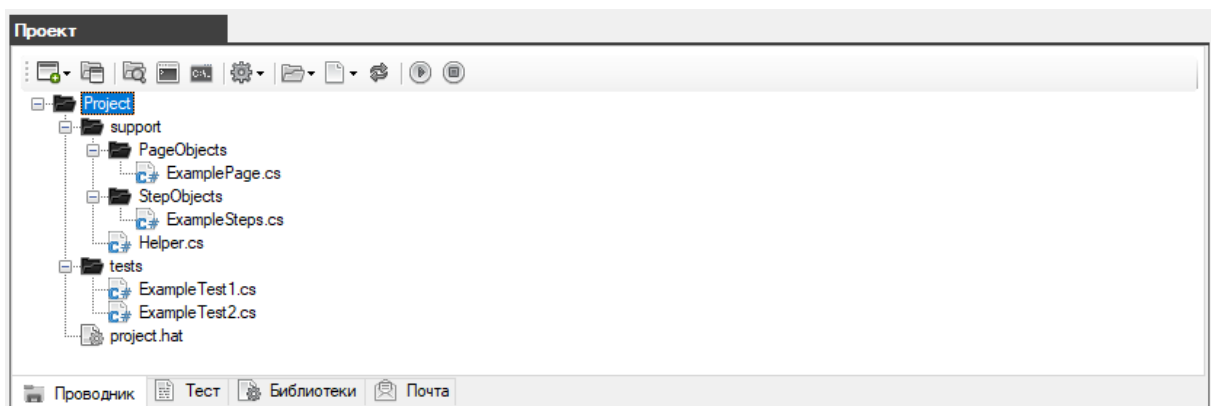 Проект
Project
support
PageObjects
ExamplePage.cs
StepObjects
ExampleSteps.cs
Helper.cs
tests
ExampleTest1.cs
ExampleTest2.cs
project.hat
Проводник Тест Библиотеки Почта